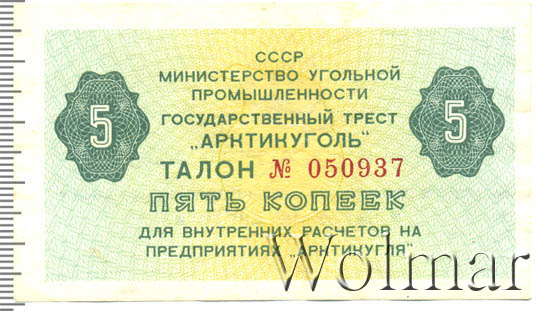 СССР
МИНИСТЕРСТВО УГОЛЬНОЙ
ПРОМЫШЛЕННОСТИ
ГОСУДАРСТВЕННЫЙ ТРЕСТ
„АРКТИКУГОЛЬ"
5
5
ТАЛОН № 050937
ПЯТЬ КОПЕЕК
ДЛЯ ВНУТРЕННИХ РАСЧЕТОВ НА
ПРЕДПРИЯТИЯХ „АРКТИКУГЛЯ"
Wolmar